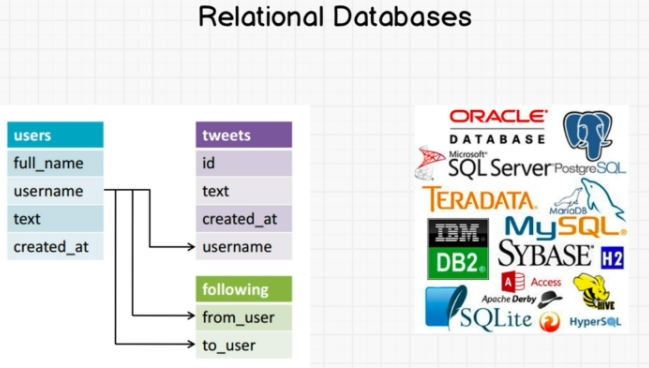 Relational Databases
users
full_name
username
text
created_at
tweets
id
text
created_at
username
following
from_user
to_user
ORACLE
DATABASE
Microsoft
SQL Server
PostgreSQL
TERADATA.
MariaDB
MySQL.
IBM.
DB2.
SYBASE
H2
Access
Apache Derby
HIVE
SQLite
HyperSQL